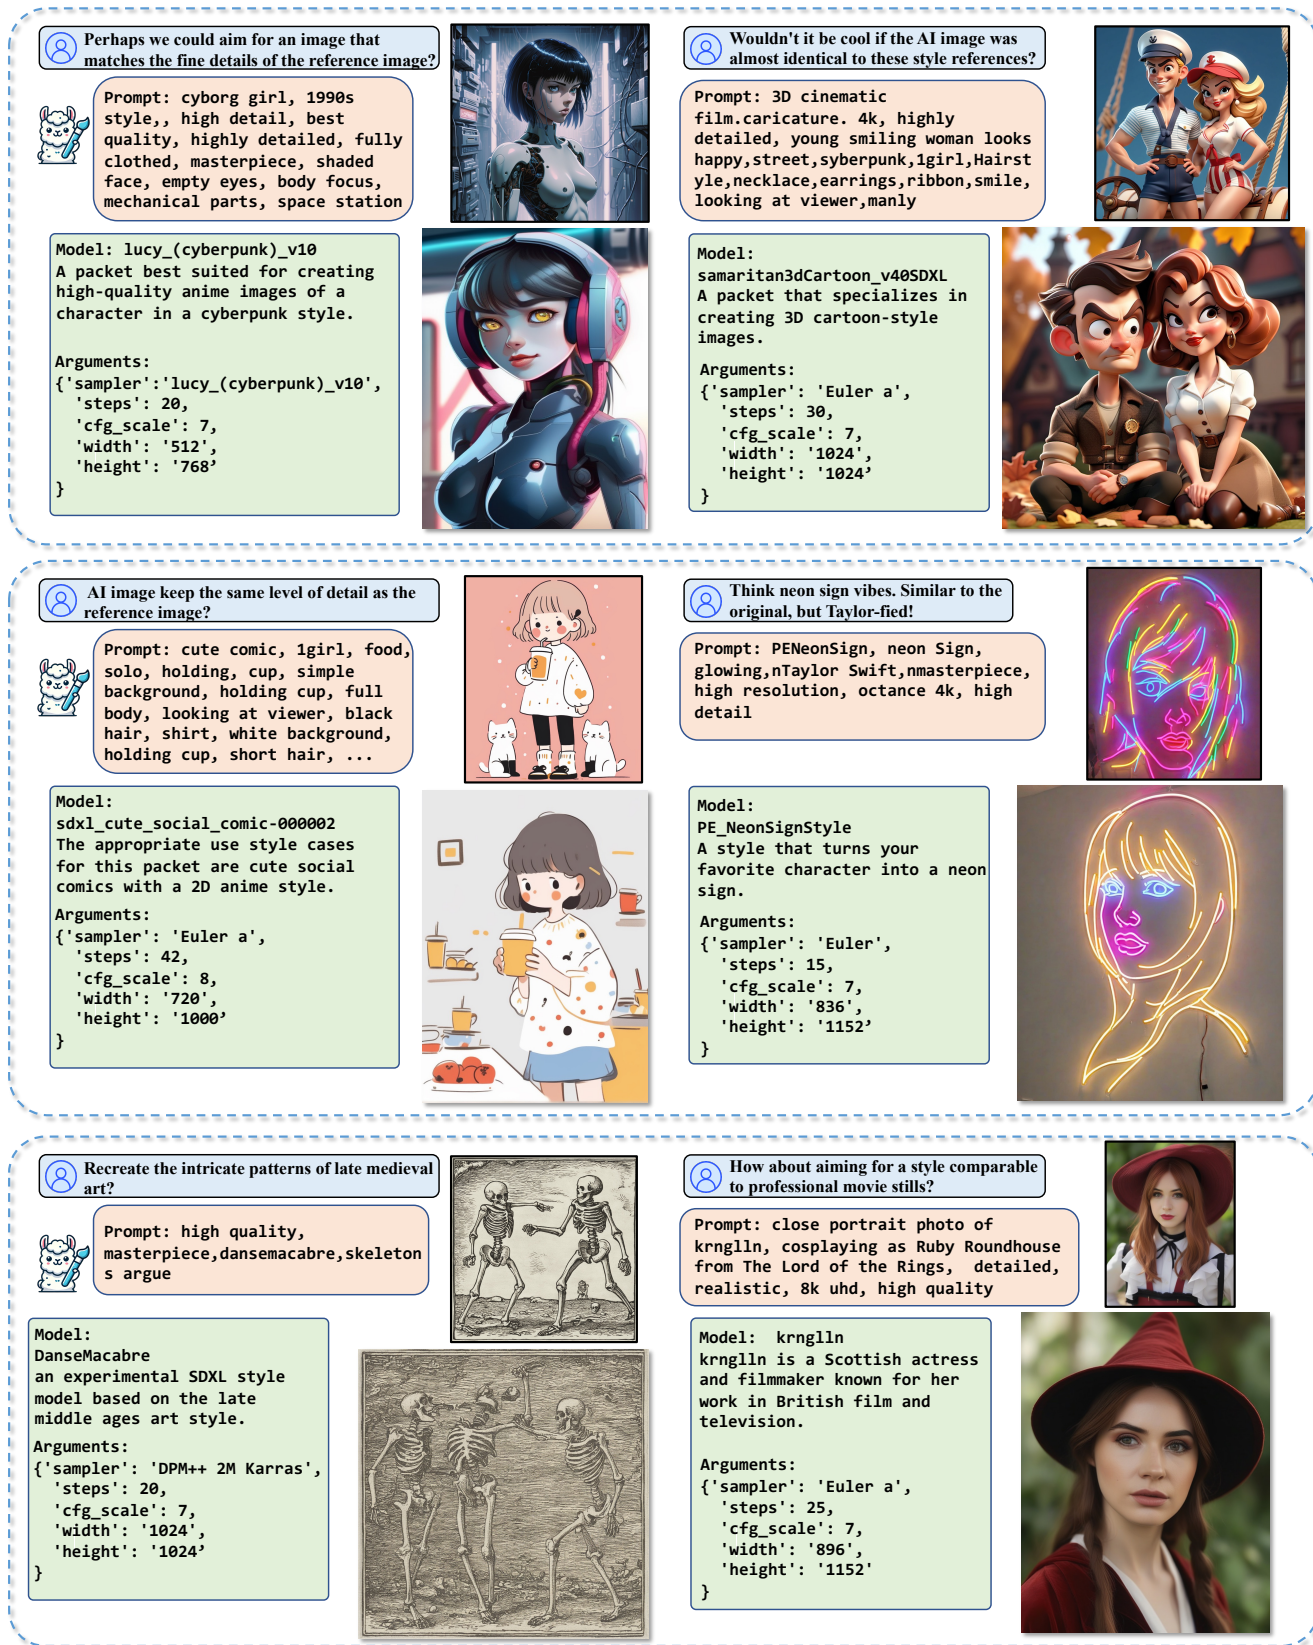 Perhaps we could aim for an image that
matches the fine details of the reference image?
Prompt: cyborg girl, 1990s
style,, high detail, best
quality, highly detailed, fully
clothed, masterpiece, shaded
face, empty eyes, body focus,
mechanical parts, space station
Model: lucy_(cyberpunk)_v10
A packet best suited for creating
high-quality anime images of a
character in a cyberpunk style.
Arguments:
{'sampler':'lucy_(cyberpunk)_v10',
'steps': 20,
'cfg_scale': 7,
'width': '512',
'height': '768’
}
Wouldn't it be cool if the AI image was
almost identical to these style references?
Prompt: 3D cinematic
film.caricature. 4k, highly
detailed, young smiling woman looks
happy,street,syberpunk,1girl,Hairst
yle,necklace,earrings,ribbon,smile,
looking at viewer,manly
Model:
samaritan3dCartoon_v40SDXL
A packet that specializes in
creating 3D cartoon-style
images.
Arguments:
{'sampler': 'Euler a',
'steps': 30,
'cfg_scale': 7,
'width': '1024',
'height': '1024’
}
AI image keep the same level of detail as the
reference image?
Prompt: cute comic, 1girl, food,
solo, holding, cup, simple
background, holding cup, full
body, looking at viewer, black
hair, shirt, white background,
holding cup, short hair, ...
Model:
sdxl_cute_social_comic-000002
The appropriate use style cases
for this packet are cute social
comics with a 2D anime style.
Arguments:
{'sampler': 'Euler a',
'steps': 42,
'cfg_scale': 8,
'width': '720',
'height': '1000’
}
Think neon sign vibes. Similar to the
original, but Taylor-fied!
Prompt: PENeonSign, neon Sign,
glowing,nTaylor Swift,nmasterpiece,
high resolution, octance 4k, high
detail
Model:
PE_NeonSignStyle
A style that turns your
favorite character into a neon
sign.
Arguments:
{'sampler': 'Euler',
'steps': 15,
'cfg_scale': 7,
'width': '836',
'height': '1152’
}
Recreate the intricate patterns of late medieval
art?
Prompt: high quality,
masterpiece,dansemacabre,skeleton
s argue
Model:
DanseMacabre
an experimental SDXL style
model based on the late
middle ages art style.
Arguments:
{'sampler': 'DPM++ 2M Karras',
'steps': 20,
'cfg_scale': 7,
'width': '1024',
'height': '1024’
}
How about aiming for a style comparable
to professional movie stills?
Prompt: close portrait photo of
krnglln, cosplaying as Ruby Roundhouse
from The Lord of the Rings,  detailed,
realistic, 8k uhd, high quality
Model:  krnglln
krnglln is a Scottish actress
and filmmaker known for her
work in British film and
television.
Arguments:
{'sampler': 'Euler a',
'steps': 25,
'cfg_scale': 7,
'width': '896',
'height': '1152'
}